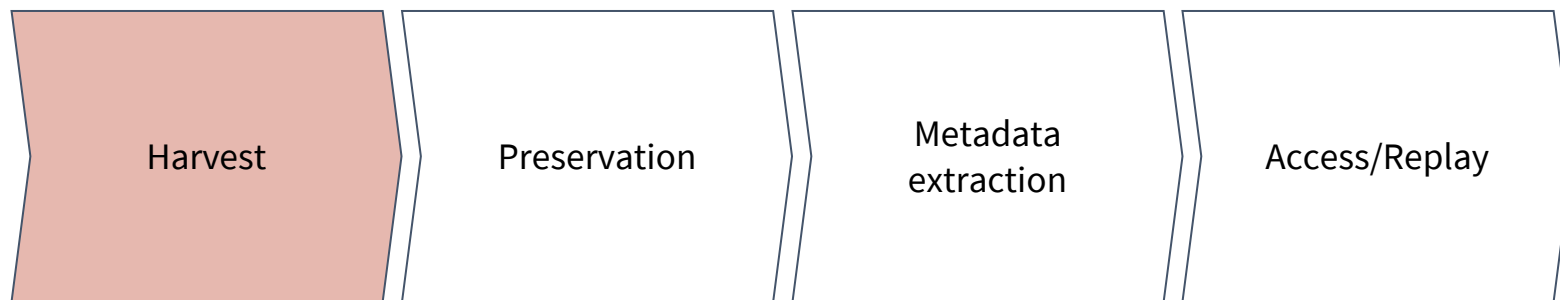 Harvest
Preservation
Metadata
extraction
Access/Replay